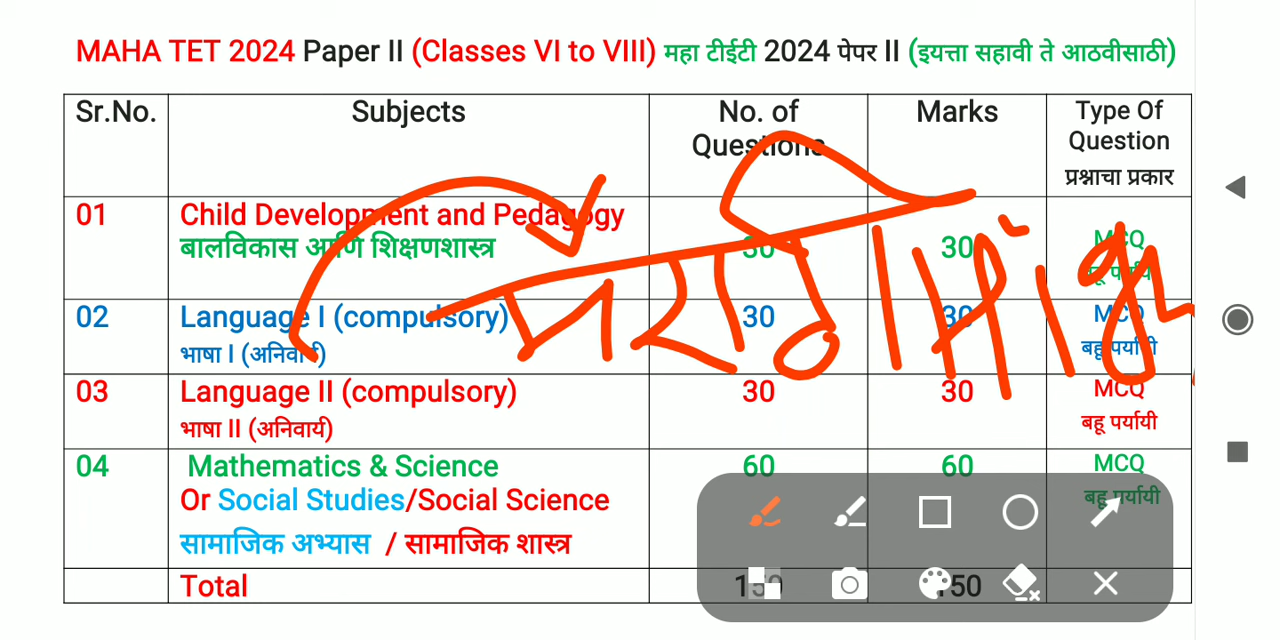 MAHA TET 2024 Paper II (Classes VI to VIII) महा टीईटी 2024 पेपर II (इयत्ता सहावी ते आठवीसाठी)
Sr.No. Subjects No. of Questions Marks Type Of Question प्रश्नाचा प्रकार
01 Child Development and Pedagogy 30 30 MCQ
बालविकास आणि शिक्षणशास्त्र बहू पर्यायी
मराठी
02 Language I (compulsory) 30 30 MCQ
भाषा I (अनिवार्य) बहू पर्यायी
03 Language II (compulsory) 30 30 MCQ
भाषा II (अनिवार्य) बहू पर्यायी
04 Mathematics & Science 60 60 MCQ
Or Social Studies/Social Science बहू पर्यायी
सामाजिक अभ्यास / सामाजिक शास्त्र
Total 150 150